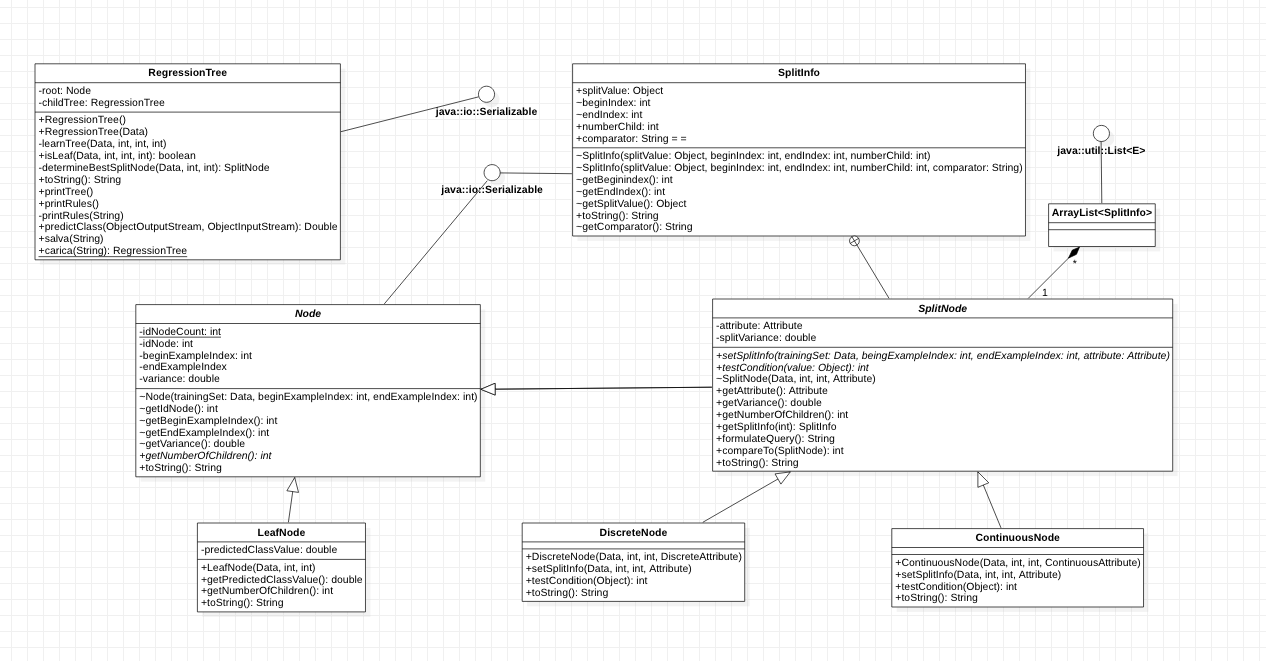 RegressionTree
-root: Node
-childTree: RegressionTree
+RegressionTree()
+RegressionTree(Data)
-learnTree(Data, int, int, int)
+isLeaf(Data, int, int, int): boolean
-determineBestSplitNode(Data, int, int): SplitNode
+toString(): String
+printTree()
+printRules()
-printRules(String)
+predictClass(ObjectOutputStream, ObjectInputStream): Double
+salva(String)
+carica(String): RegressionTree
java::io::Serializable
java::io::Serializable
SplitInfo
+splitValue: Object
~beginIndex: int
~endIndex: int
+numberChild: int
+comparator: String = =
~SplitInfo(splitValue: Object, beginIndex: int, endIndex: int, numberChild: int)
~SplitInfo(splitValue: Object, beginIndex: int, endIndex: int, numberChild: int, comparator: String)
~getBeginindex(): int
~getEndIndex(): int
~getSplitValue(): Object
+toString(): String
~getComparator(): String
java::util::List<E>
ArrayList<SplitInfo>
*
1
Node
-idNodeCount: int
-idNode: int
-beginExampleIndex: int
-endExampleIndex
-variance: double
~Node(trainingSet: Data, beginExampleIndex: int, endExampleIndex: int)
~getIdNode(): int
~getBeginExampleIndex(): int
~getEndExampleIndex(): int
~getVariance(): double
+getNumberOfChildren(): int
+toString(): String
SplitNode
-attribute: Attribute
-splitVariance: double
+setSplitInfo(trainingSet: Data, beingExampleIndex: int, endExampleIndex: int, attribute: Attribute)
+testCondition(value: Object): int
~SplitNode(Data, int, int, Attribute)
+getAttribute(): Attribute
+getVariance(): double
+getNumberOfChildren(): int
+getSplitInfo(int): SplitInfo
+formulateQuery(): String
+compareTo(SplitNode): int
+toString(): String
LeafNode
-predictedClassValue: double
+LeafNode(Data, int, int)
+getPredictedClassValue(): double
+getNumberOfChildren(): int
+toString(): String
DiscreteNode
+DiscreteNode(Data, int, int, DiscreteAttribute)
+setSplitInfo(Data, int, int, Attribute)
+testCondition(Object): int
+toString(): String
ContinuousNode
+ContinuousNode(Data, int, int, ContinuousAttribute)
+setSplitInfo(Data, int, int, Attribute)
+testCondition(Object): int
+toString(): String